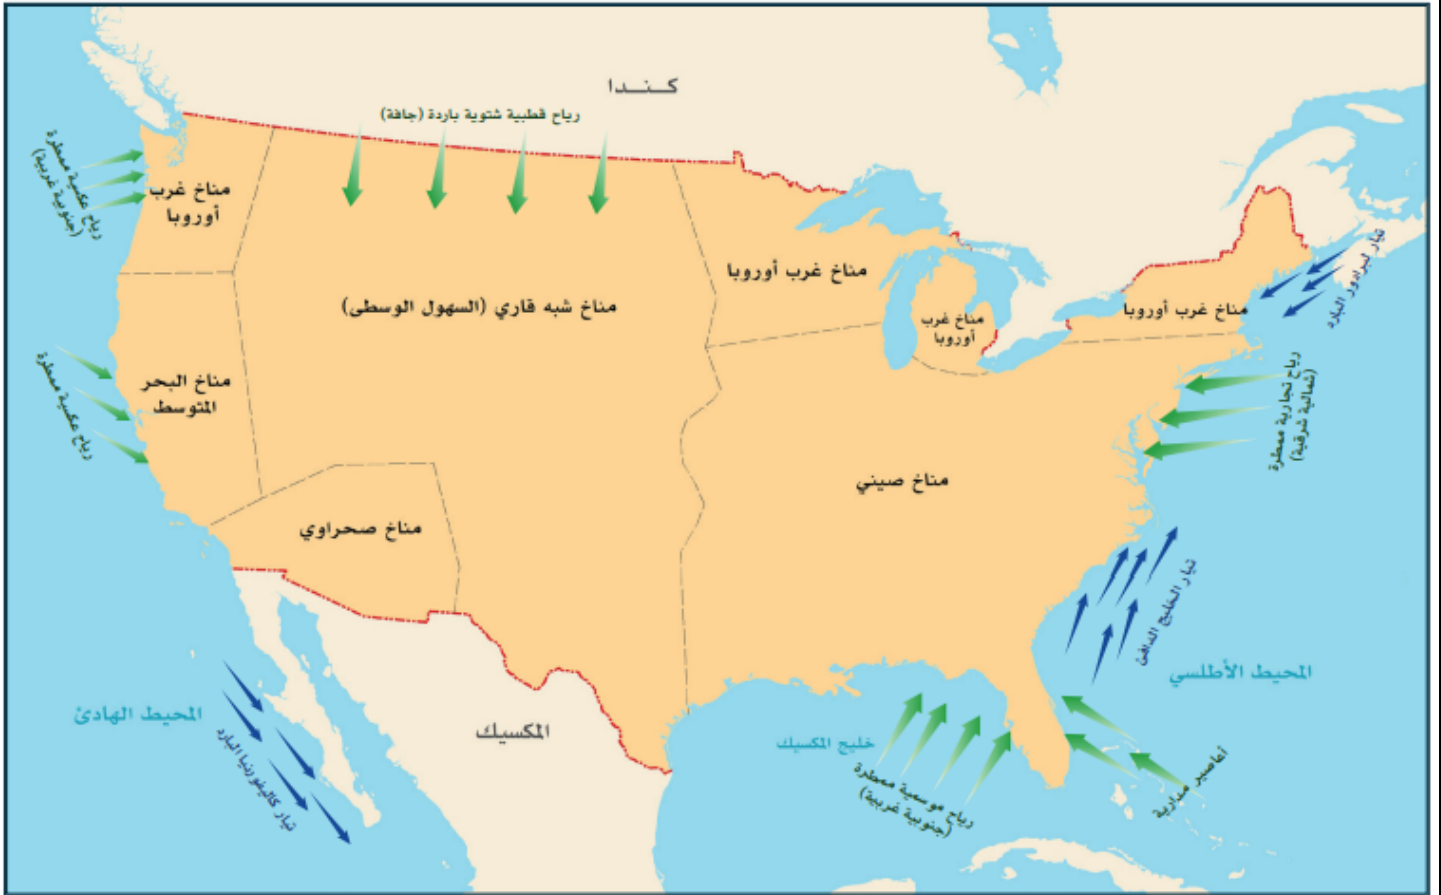 كـنـدا
رياح قطبية شتوية باردة (جافة)
رياح عكسية ممطرة
(جنوبية غربية)
مناخ غرب
أوروبا
مناخ غرب أوروبا
مناخ شبه قاري (السهول الوسطى)
مناخ غرب
أوروبا
مناخ غرب أوروبا
تيار لبرادور البارد
رياح عكسية ممطرة
مناخ البحر
المتوسط
رياح تجارية ممطرة
(شمالية شرقية)
مناخ صيني
مناخ صحراوي
تيار الخليج الدافئ
المحيط الأطلسي
المحيط الهادئ
تيار كاليفورنيا البارد
المكسيك
خليج المكسيك
رياح موسمية ممطرة
(جنوبية غربية)
أعاصير مدارية